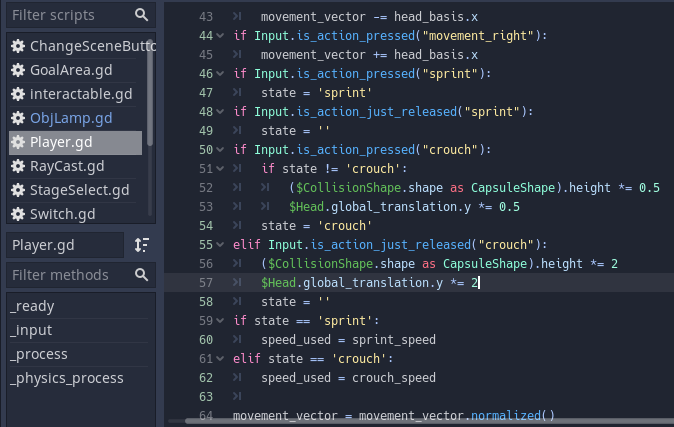 Filter scripts
ChangeSceneButto
GoalArea.gd
interactable.gd
ObjLamp.gd
Player.gd
RayCast.gd
StageSelect.gd
Switch.gd
Player.gd
Filter methods
_ready
_input
_process
_physics_process
43 movement_vector -= head_basis.x
44 if Input.is_action_pressed("movement_right"):
45 movement_vector += head_basis.x
46 if Input.is_action_pressed("sprint"):
47 state = 'sprint'
48 if Input.is_action_just_released("sprint"):
49 state = ''
50 if Input.is_action_pressed("crouch"):
51 if state != 'crouch':
52 ($CollisionShape.shape as CapsuleShape).height *= 0.5
53 $Head.global_translation.y *= 0.5
54 state = 'crouch'
55 elif Input.is_action_just_released("crouch"):
56 ($CollisionShape.shape as CapsuleShape).height *= 2
57 $Head.global_translation.y *= 2
58 state = ''
59 if state == 'sprint':
60 speed_used = sprint_speed
61 elif state == 'crouch':
62 speed_used = crouch_speed
63
64 movement_vector = movement_vector.normalized()